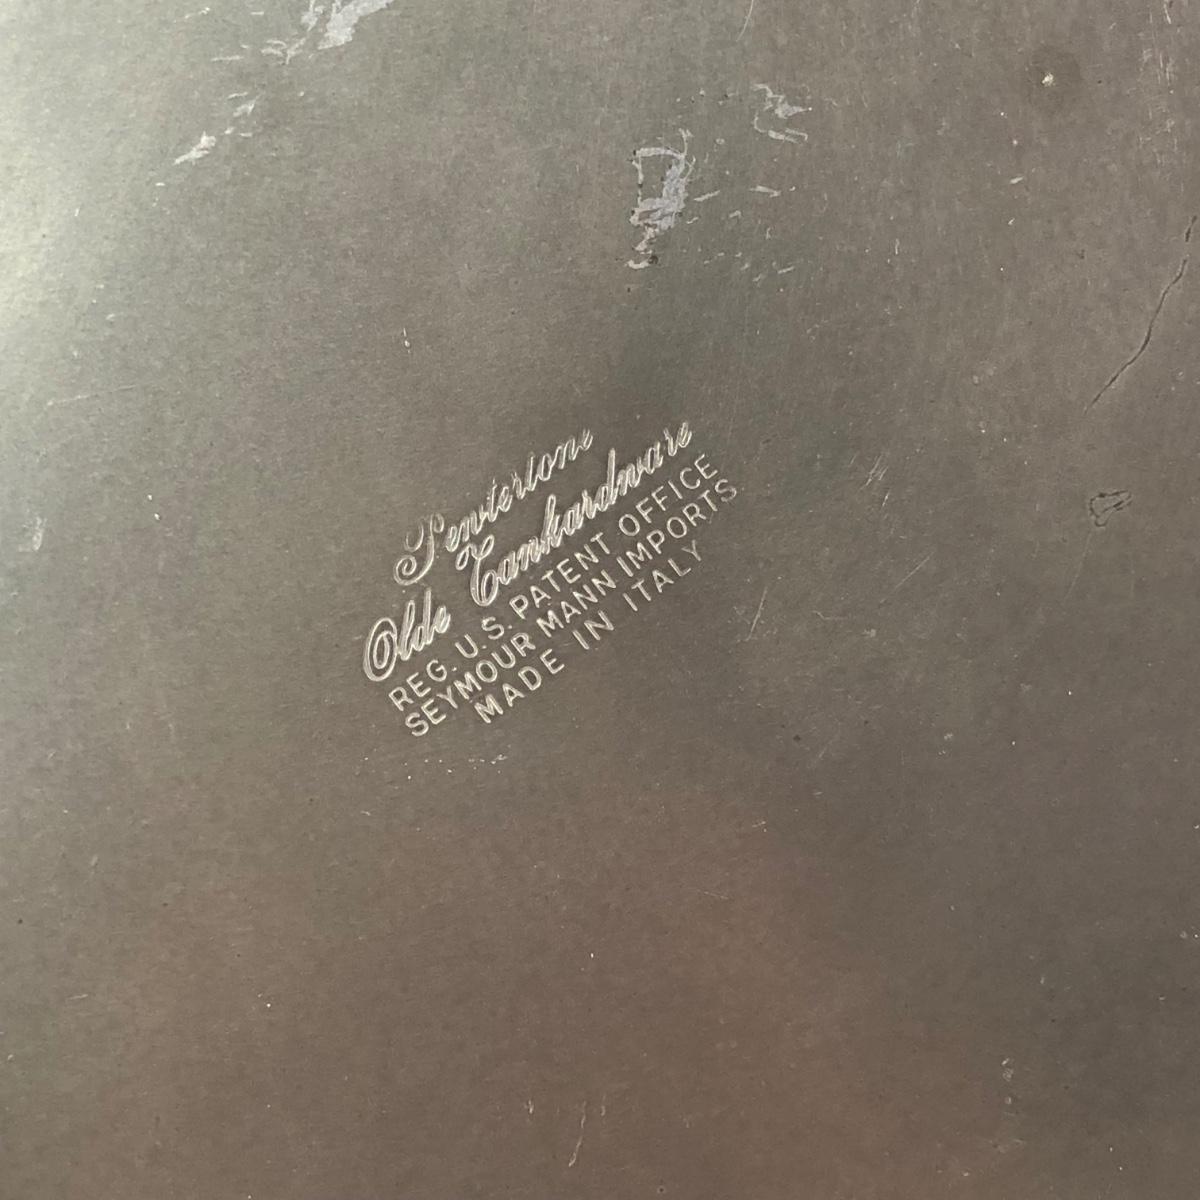 Pewtertone
Olde Tankardware
REG. U.S. PATENT OFFICE
SEYMOUR MANN IMPORTS
MADE IN ITALY